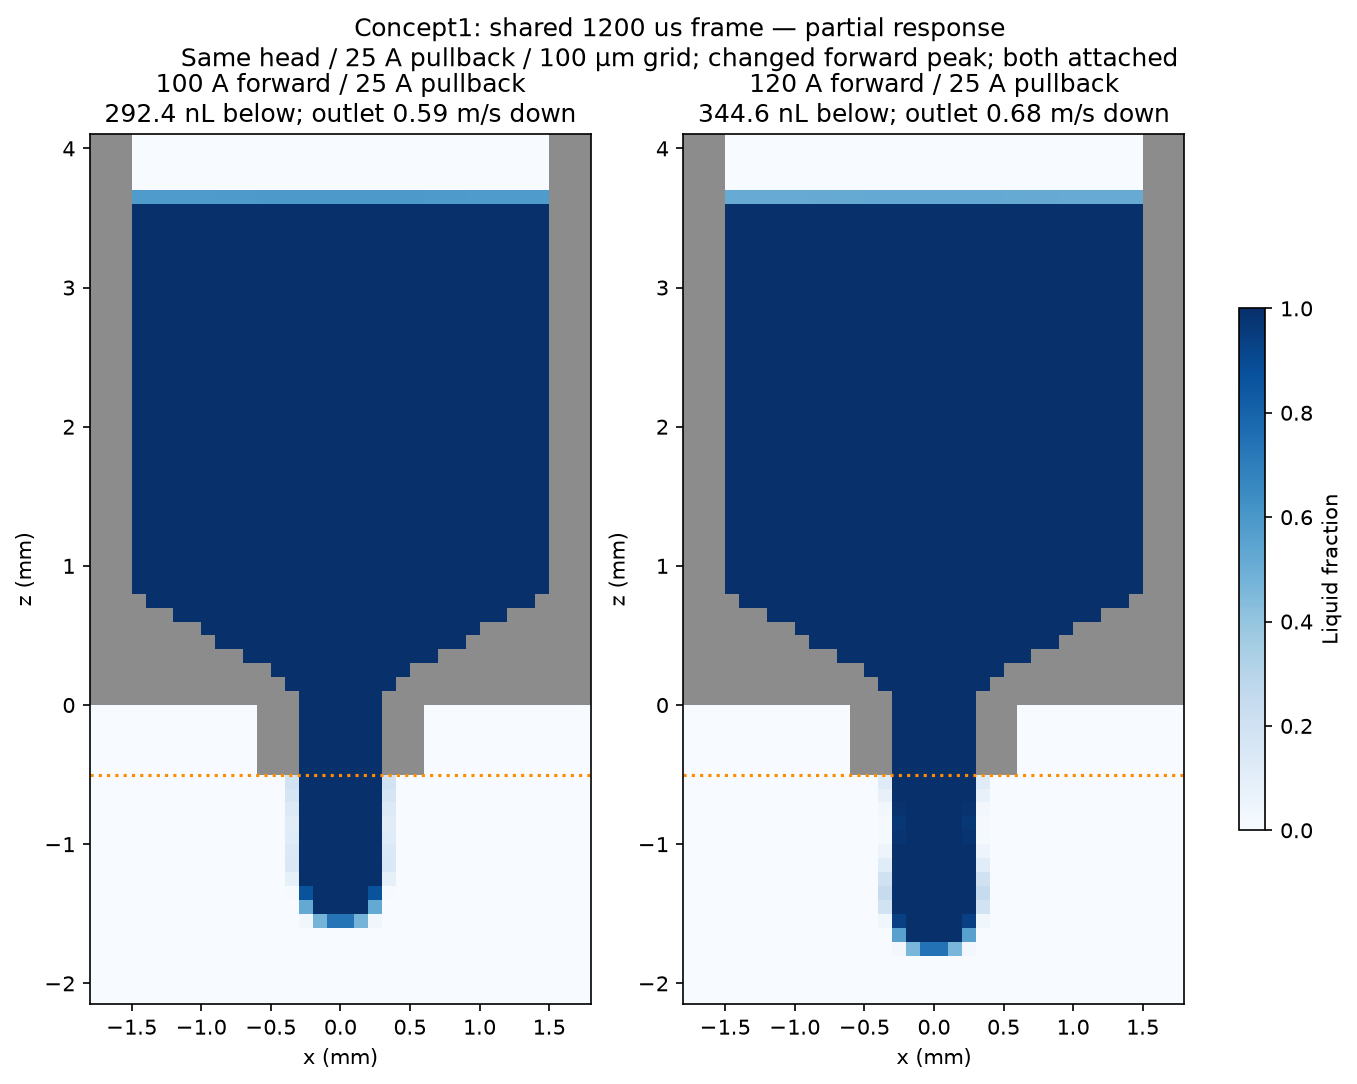 Concept1: shared 1200 us frame — partial response
Same head / 25 A pullback / 100 µm grid; changed forward peak; both attached
100 A forward / 25 A pullback
292.4 nL below; outlet 0.59 m/s down
120 A forward / 25 A pullback
344.6 nL below; outlet 0.68 m/s down
4
3
2
1
0
−1
−2
z (mm)
−1.5 −1.0 −0.5 0.0 0.5 1.0 1.5
x (mm)
4
3
2
1
0
−1
−2
z (mm)
−1.5 −1.0 −0.5 0.0 0.5 1.0 1.5
x (mm)
1.0
0.8
0.6
0.4
0.2
0.0
Liquid fraction